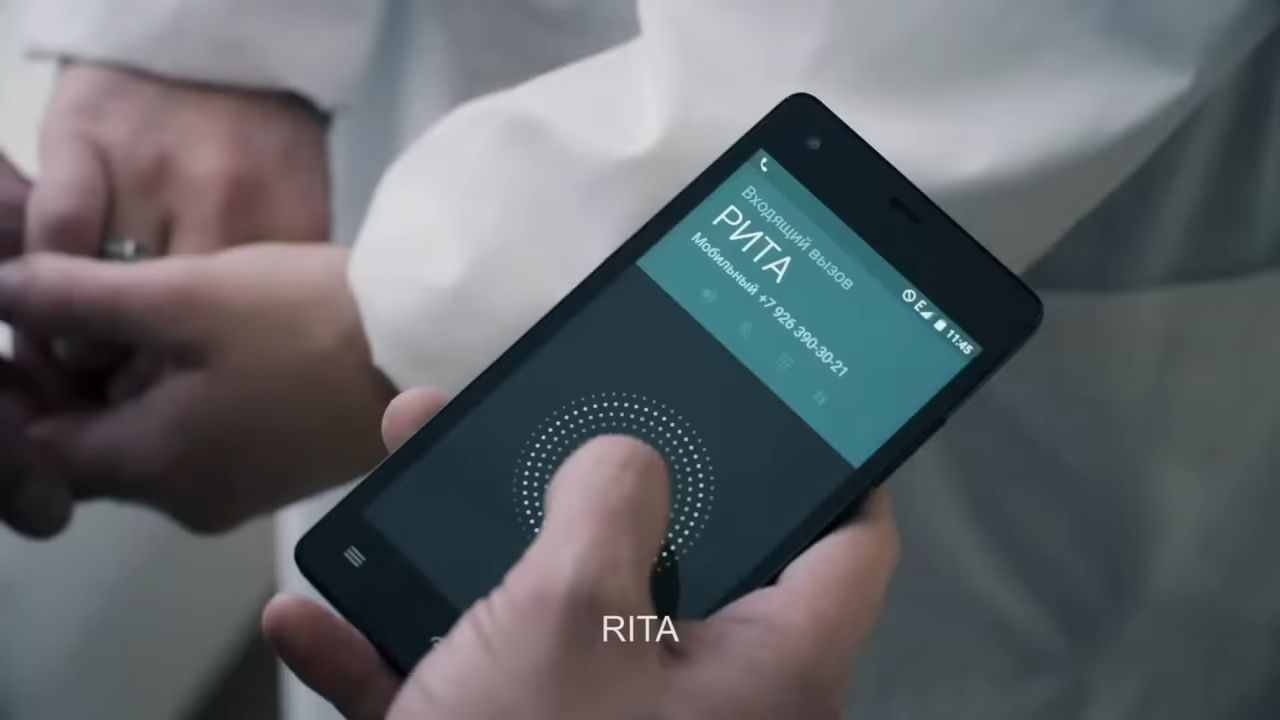 E 11:45
Входящий вызов
РИТА
Мобильный +7 926 390-30-21
RITA